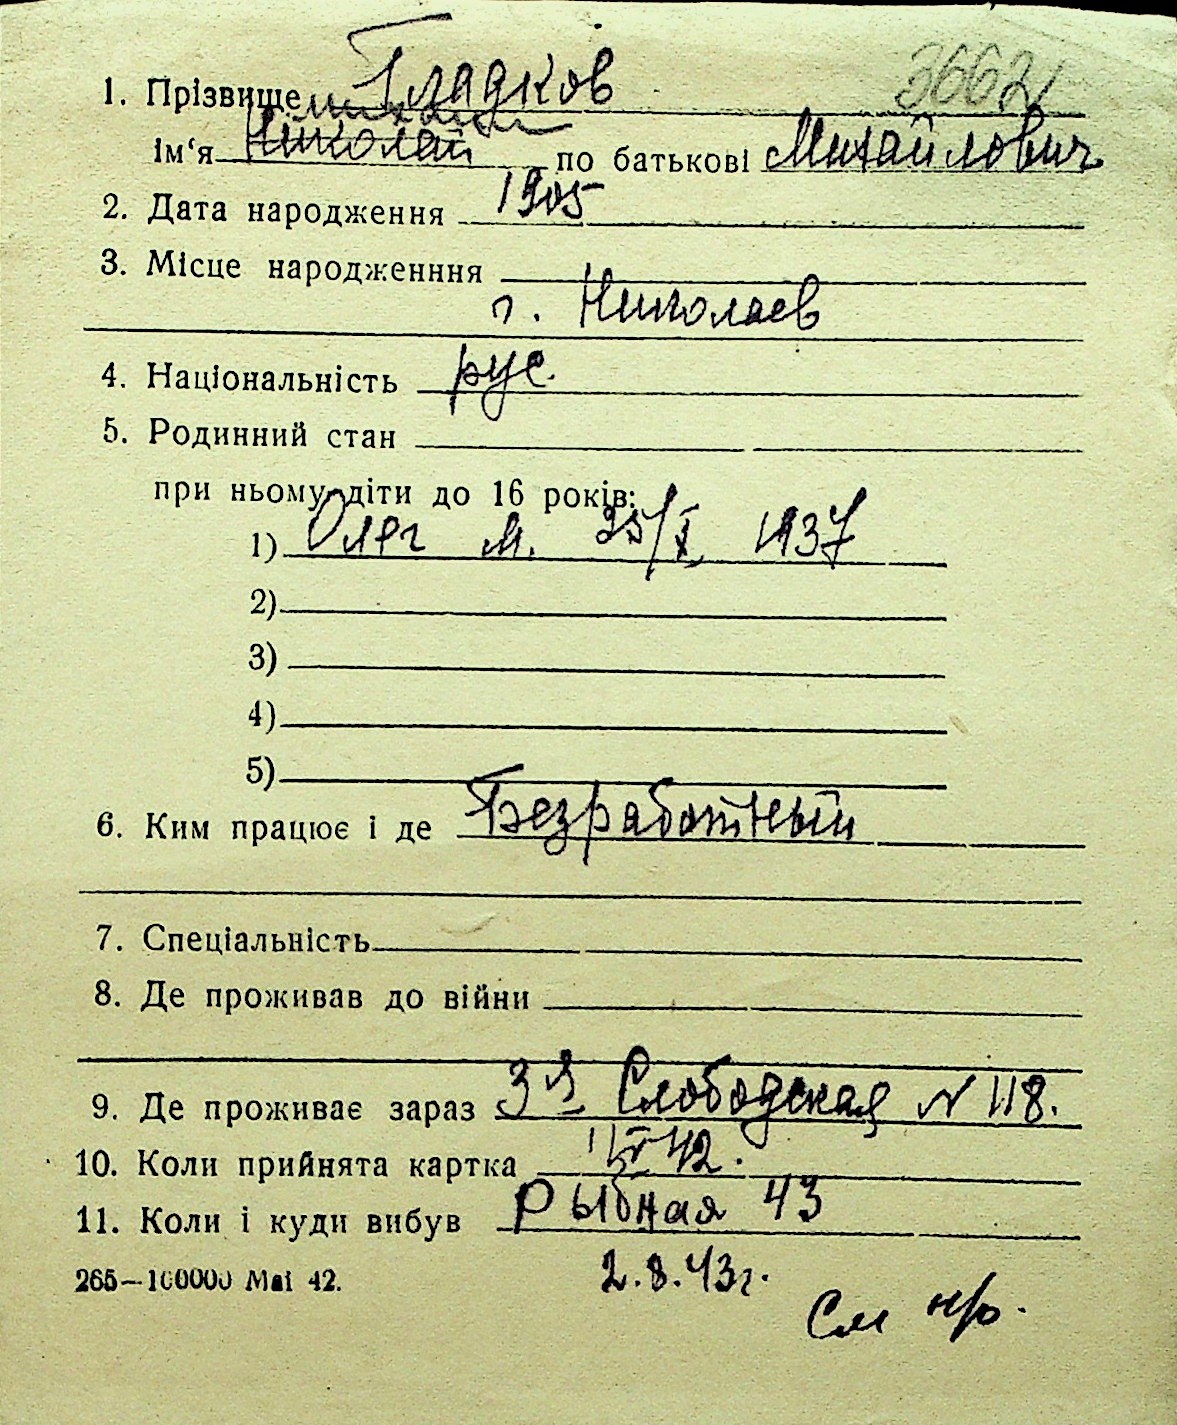 1. Прізвище Гладков 3662
Михаил
Ім‘я Николай по батькові Михайлович
2. Дата народження 1905
3. Місце народженння
г. Николаев
4. Національність рус.
5. Родинний стан
при ньому діти до 16 років:
1) Олег М. 25/X 1937
2)
3)
4)
5)
6. Ким працює і де Безработный
7. Спеціальність
8. Де проживав до війни
9. Де проживає зараз 3я Слободская № 118.
10. Коли прийнята картка 42.
11. Коли і куди вибув Рыбная 43
265—100000 Mai 42. 2.8.43г.
См